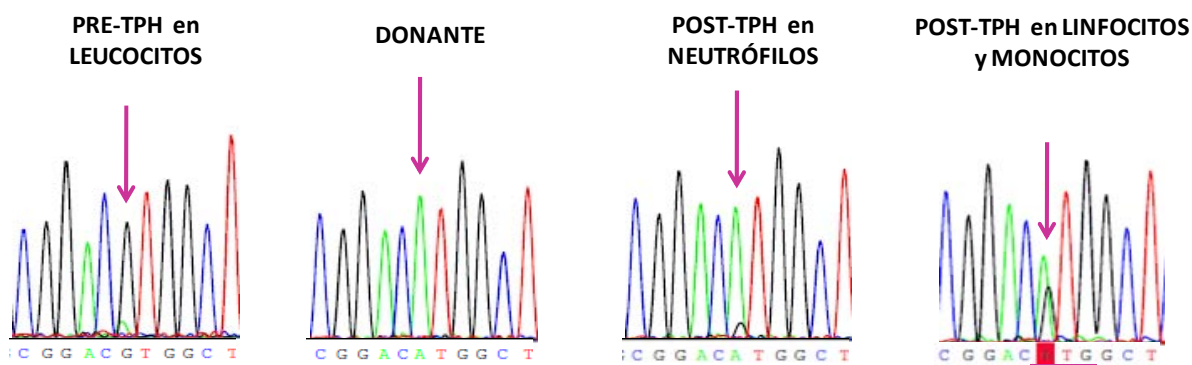 PRE-TPH en
LEUCOCITOS
DONANTE
POST-TPH en
NEUTRÓFILOS
POST-TPH en LINFOCITOS
y MONOCITOS
C G G A C G T G G C T
C G G A C A T G G C T
G C G G A C A T G G C T
C G G A C R T G G C T